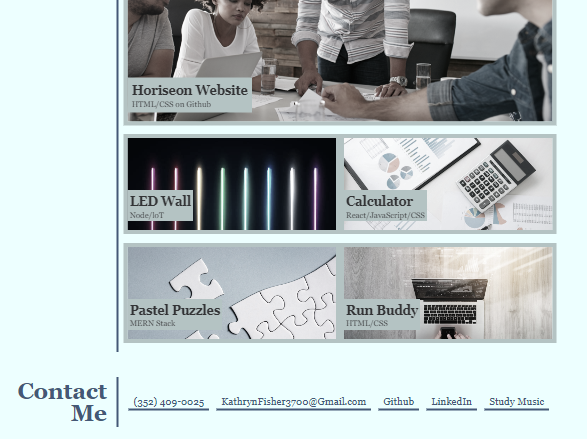 Horiseon Website
HTML/CSS on Github
LED Wall
Node/IoT
Calculator
React/JavaScript/CSS
Pastel Puzzles
MERN Stack
Run Buddy
HTML/CSS
Contact
Me
(352) 409-0025
KathrynFisher3700@Gmail.com
Github
LinkedIn
Study Music